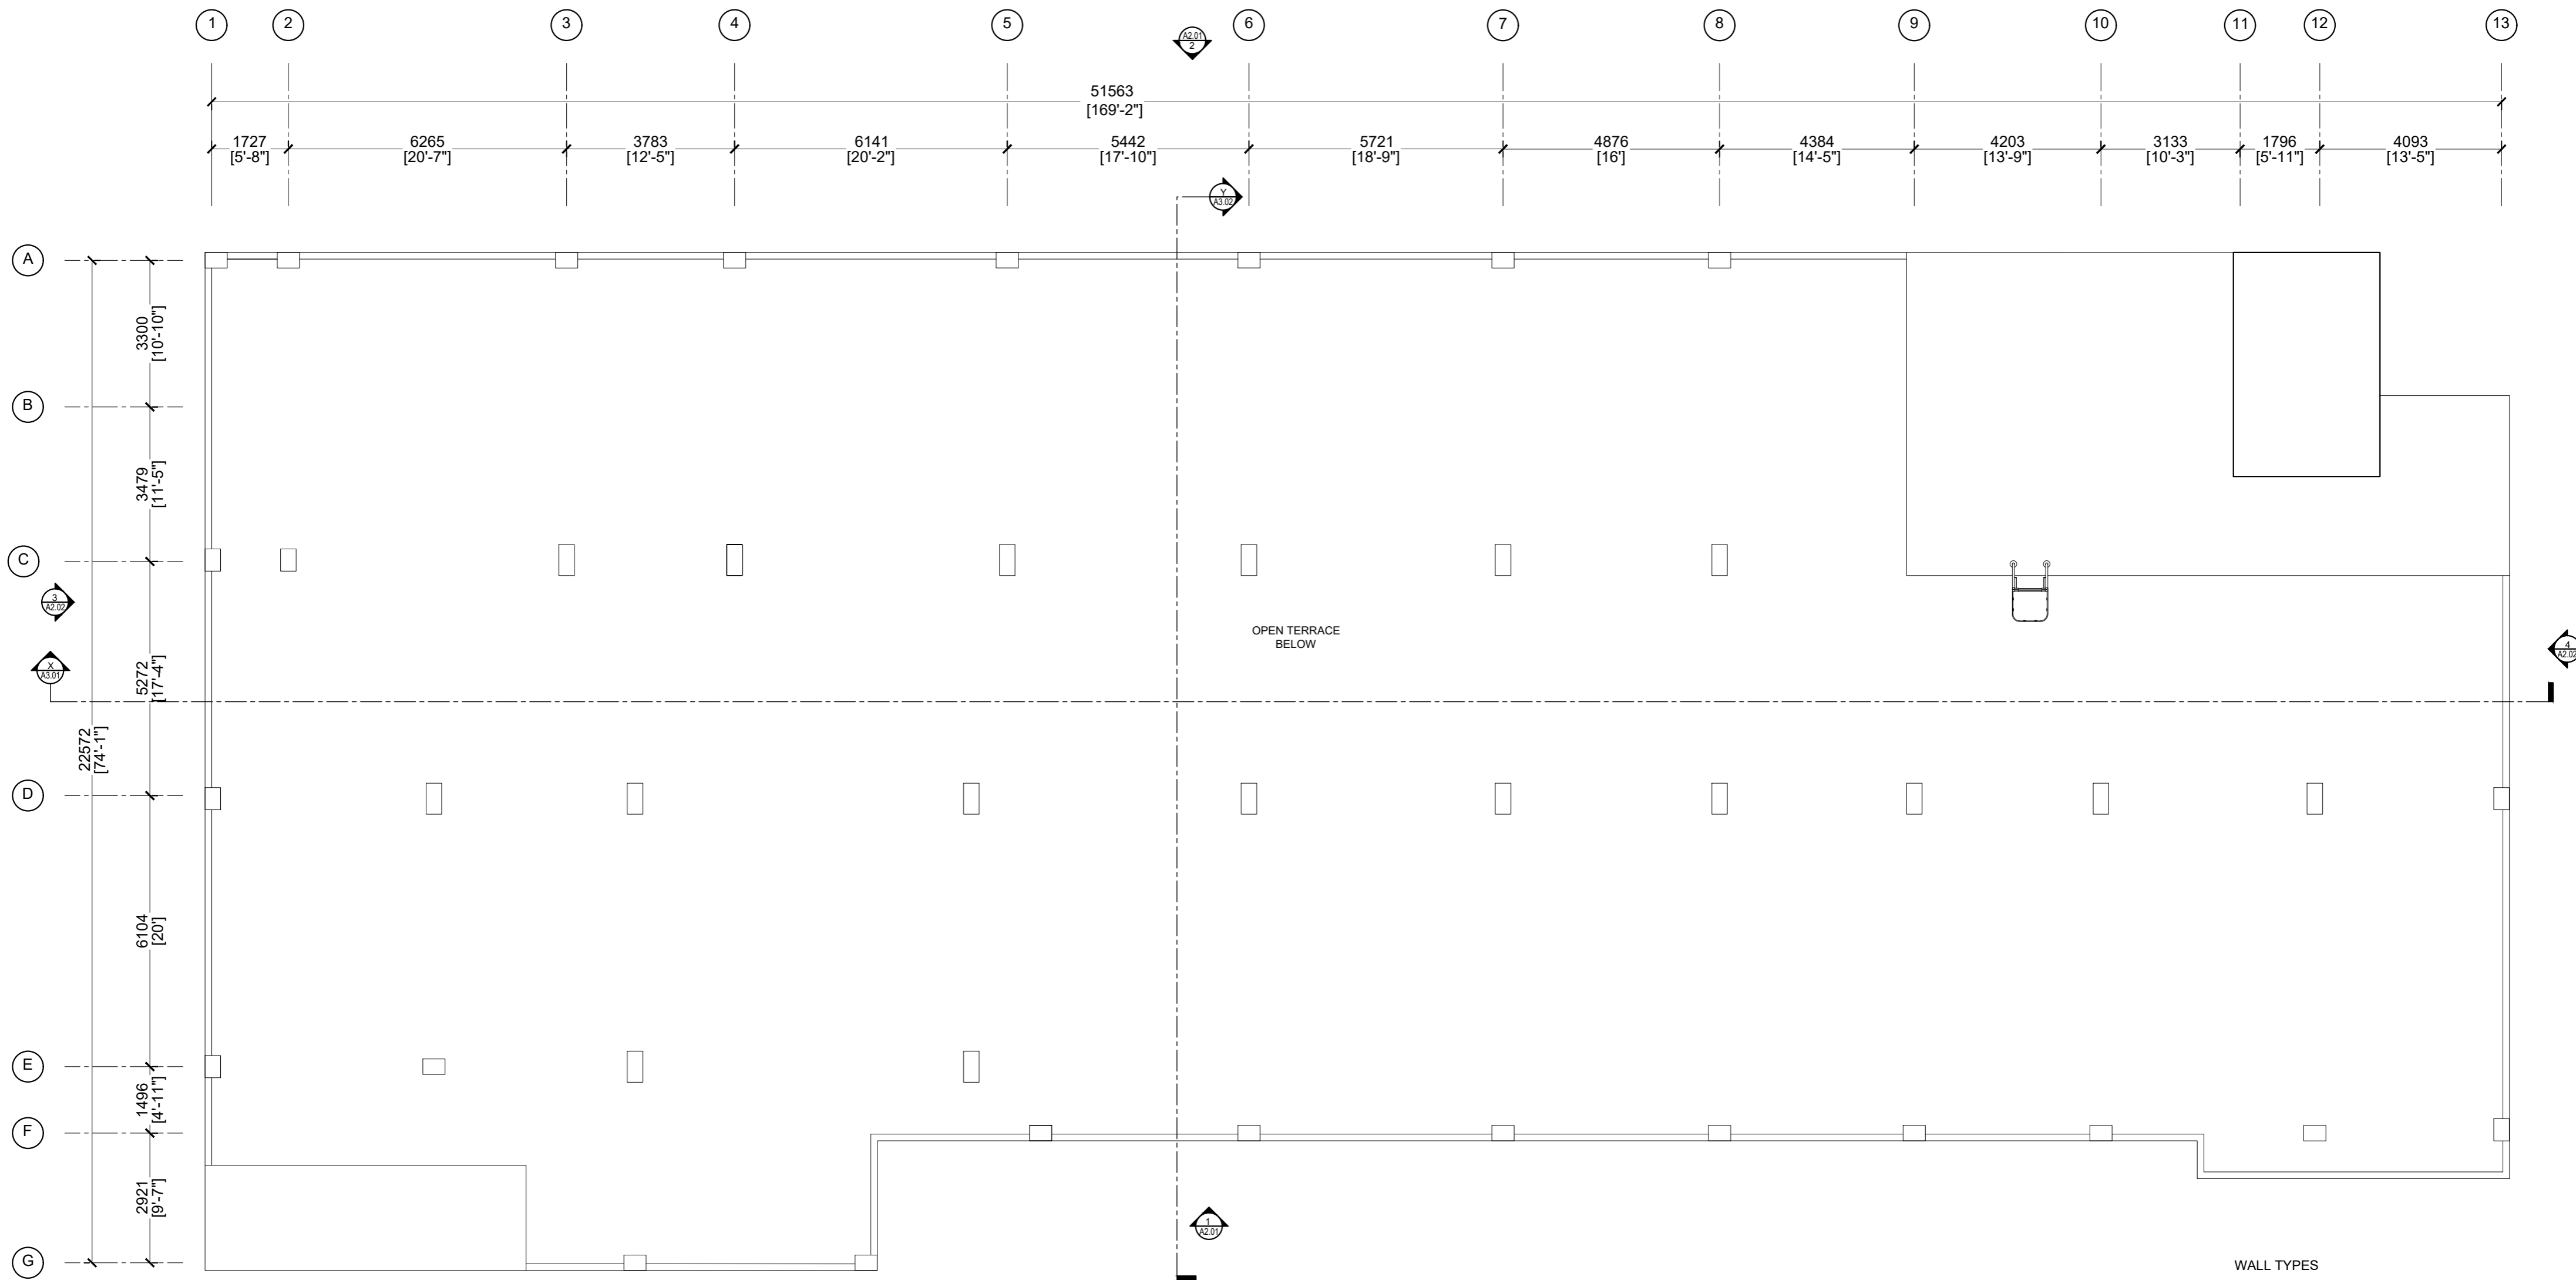 1 2 3 4 5 6 7 8 9 10 11 12 13
A2.01
2
51563
[169'-2"]
1727 6265 3783 6141 5442 5721 4876 4384 4203 3133 1796 4093
[5'-8"] [20'-7"] [12'-5"] [20'-2"] [17'-10"] [18'-9"] [16'] [14'-5"] [13'-9"] [10'-3"] [5'-11"] [13'-5"]
Y
A3.02
A
3300
[10'-10"]
B
3479
[11'-5"]
C
3
A2.02
OPEN TERRACE
BELOW
X
A3.01
4
A2.02
5272
[17'-4"]
22572
[74'-1"]
D
6104
[20']
E
1496
[4'-11"]
F
2921
[9'-7"]
1
A2.01
G
WALL TYPES